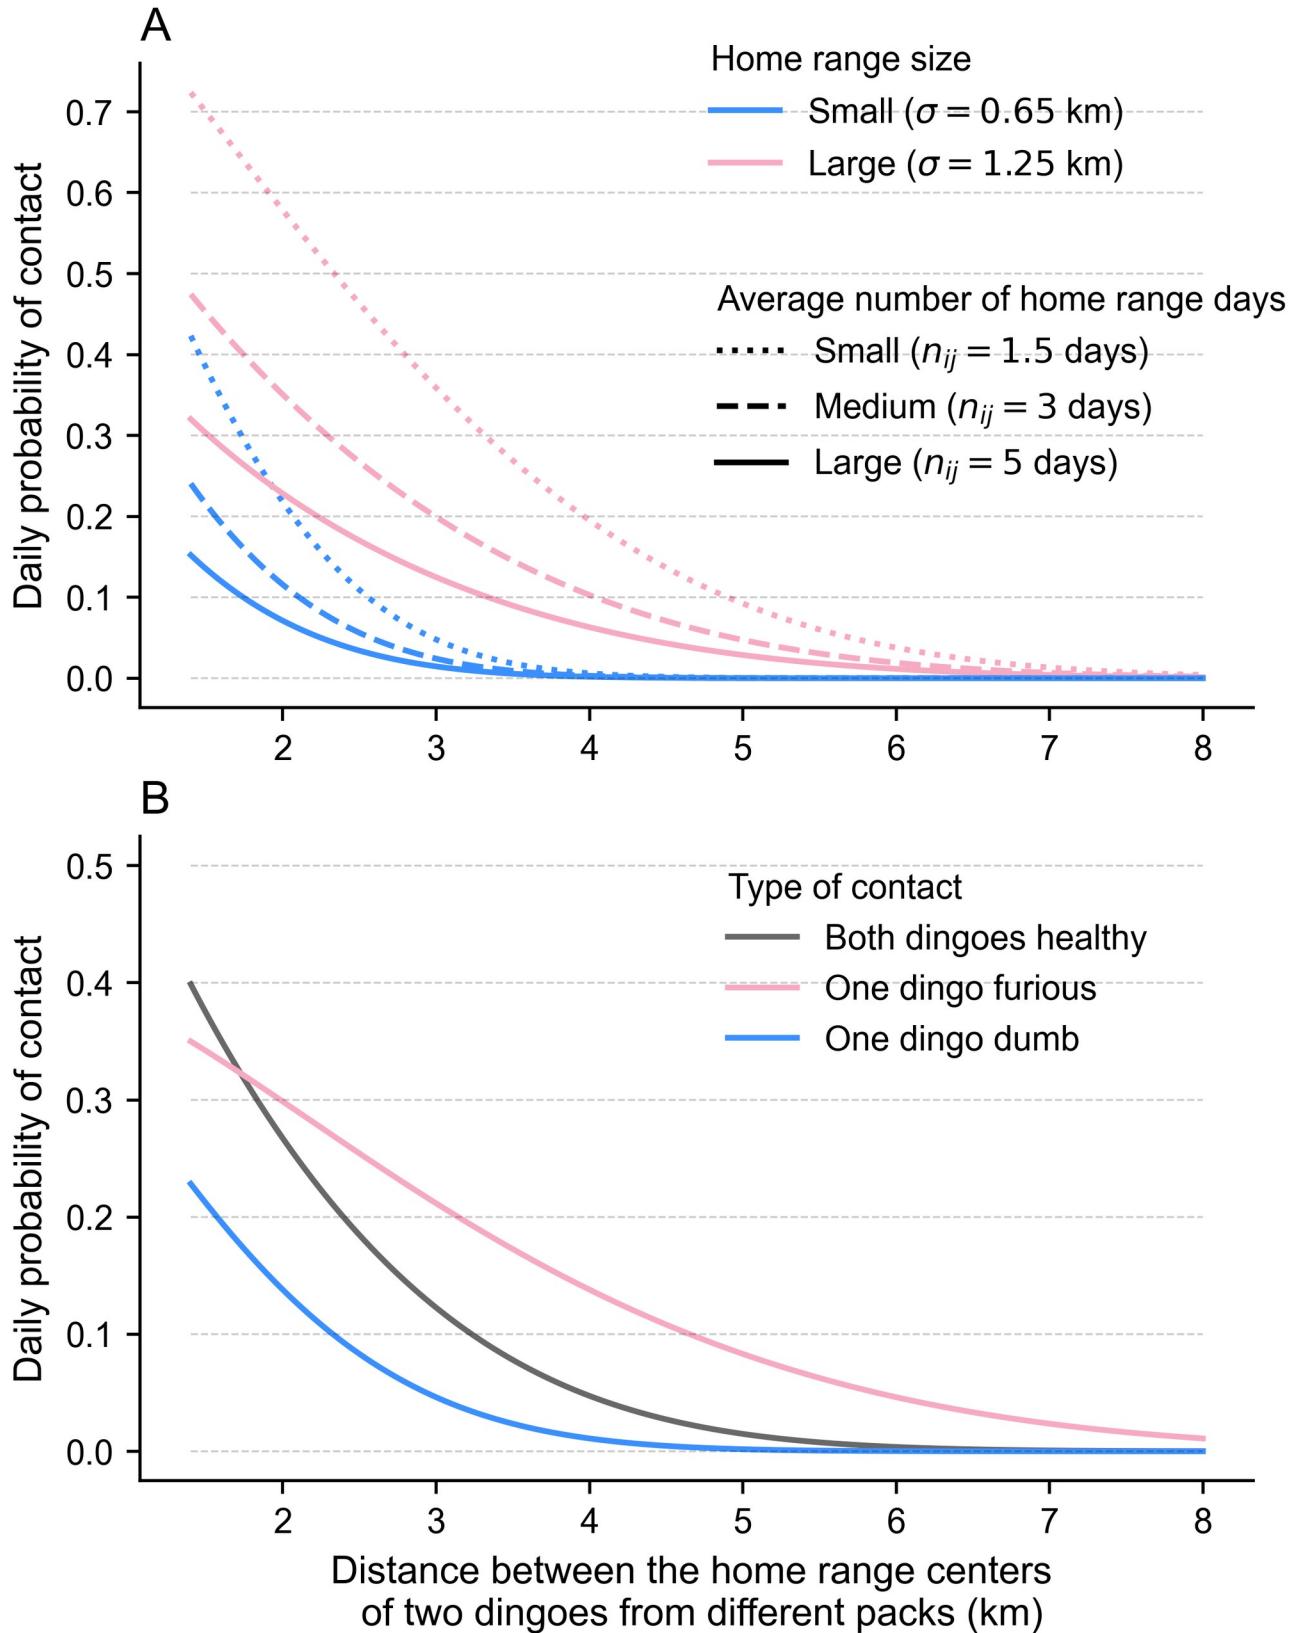 A
Home range size
Small (σ = 0.65 km)
Large (σ = 1.25 km)
Average number of home range days
Small (nij = 1.5 days)
Medium (nij = 3 days)
Large (nij = 5 days)
Daily probability of contact
0.7
0.6
0.5
0.4
0.3
0.2
0.1
0.0
2 3 4 5 6 7 8
B
Type of contact
Both dingoes healthy
One dingo furious
One dingo dumb
Daily probability of contact
0.5
0.4
0.3
0.2
0.1
0.0
2 3 4 5 6 7 8
Distance between the home range centers
of two dingoes from different packs (km)